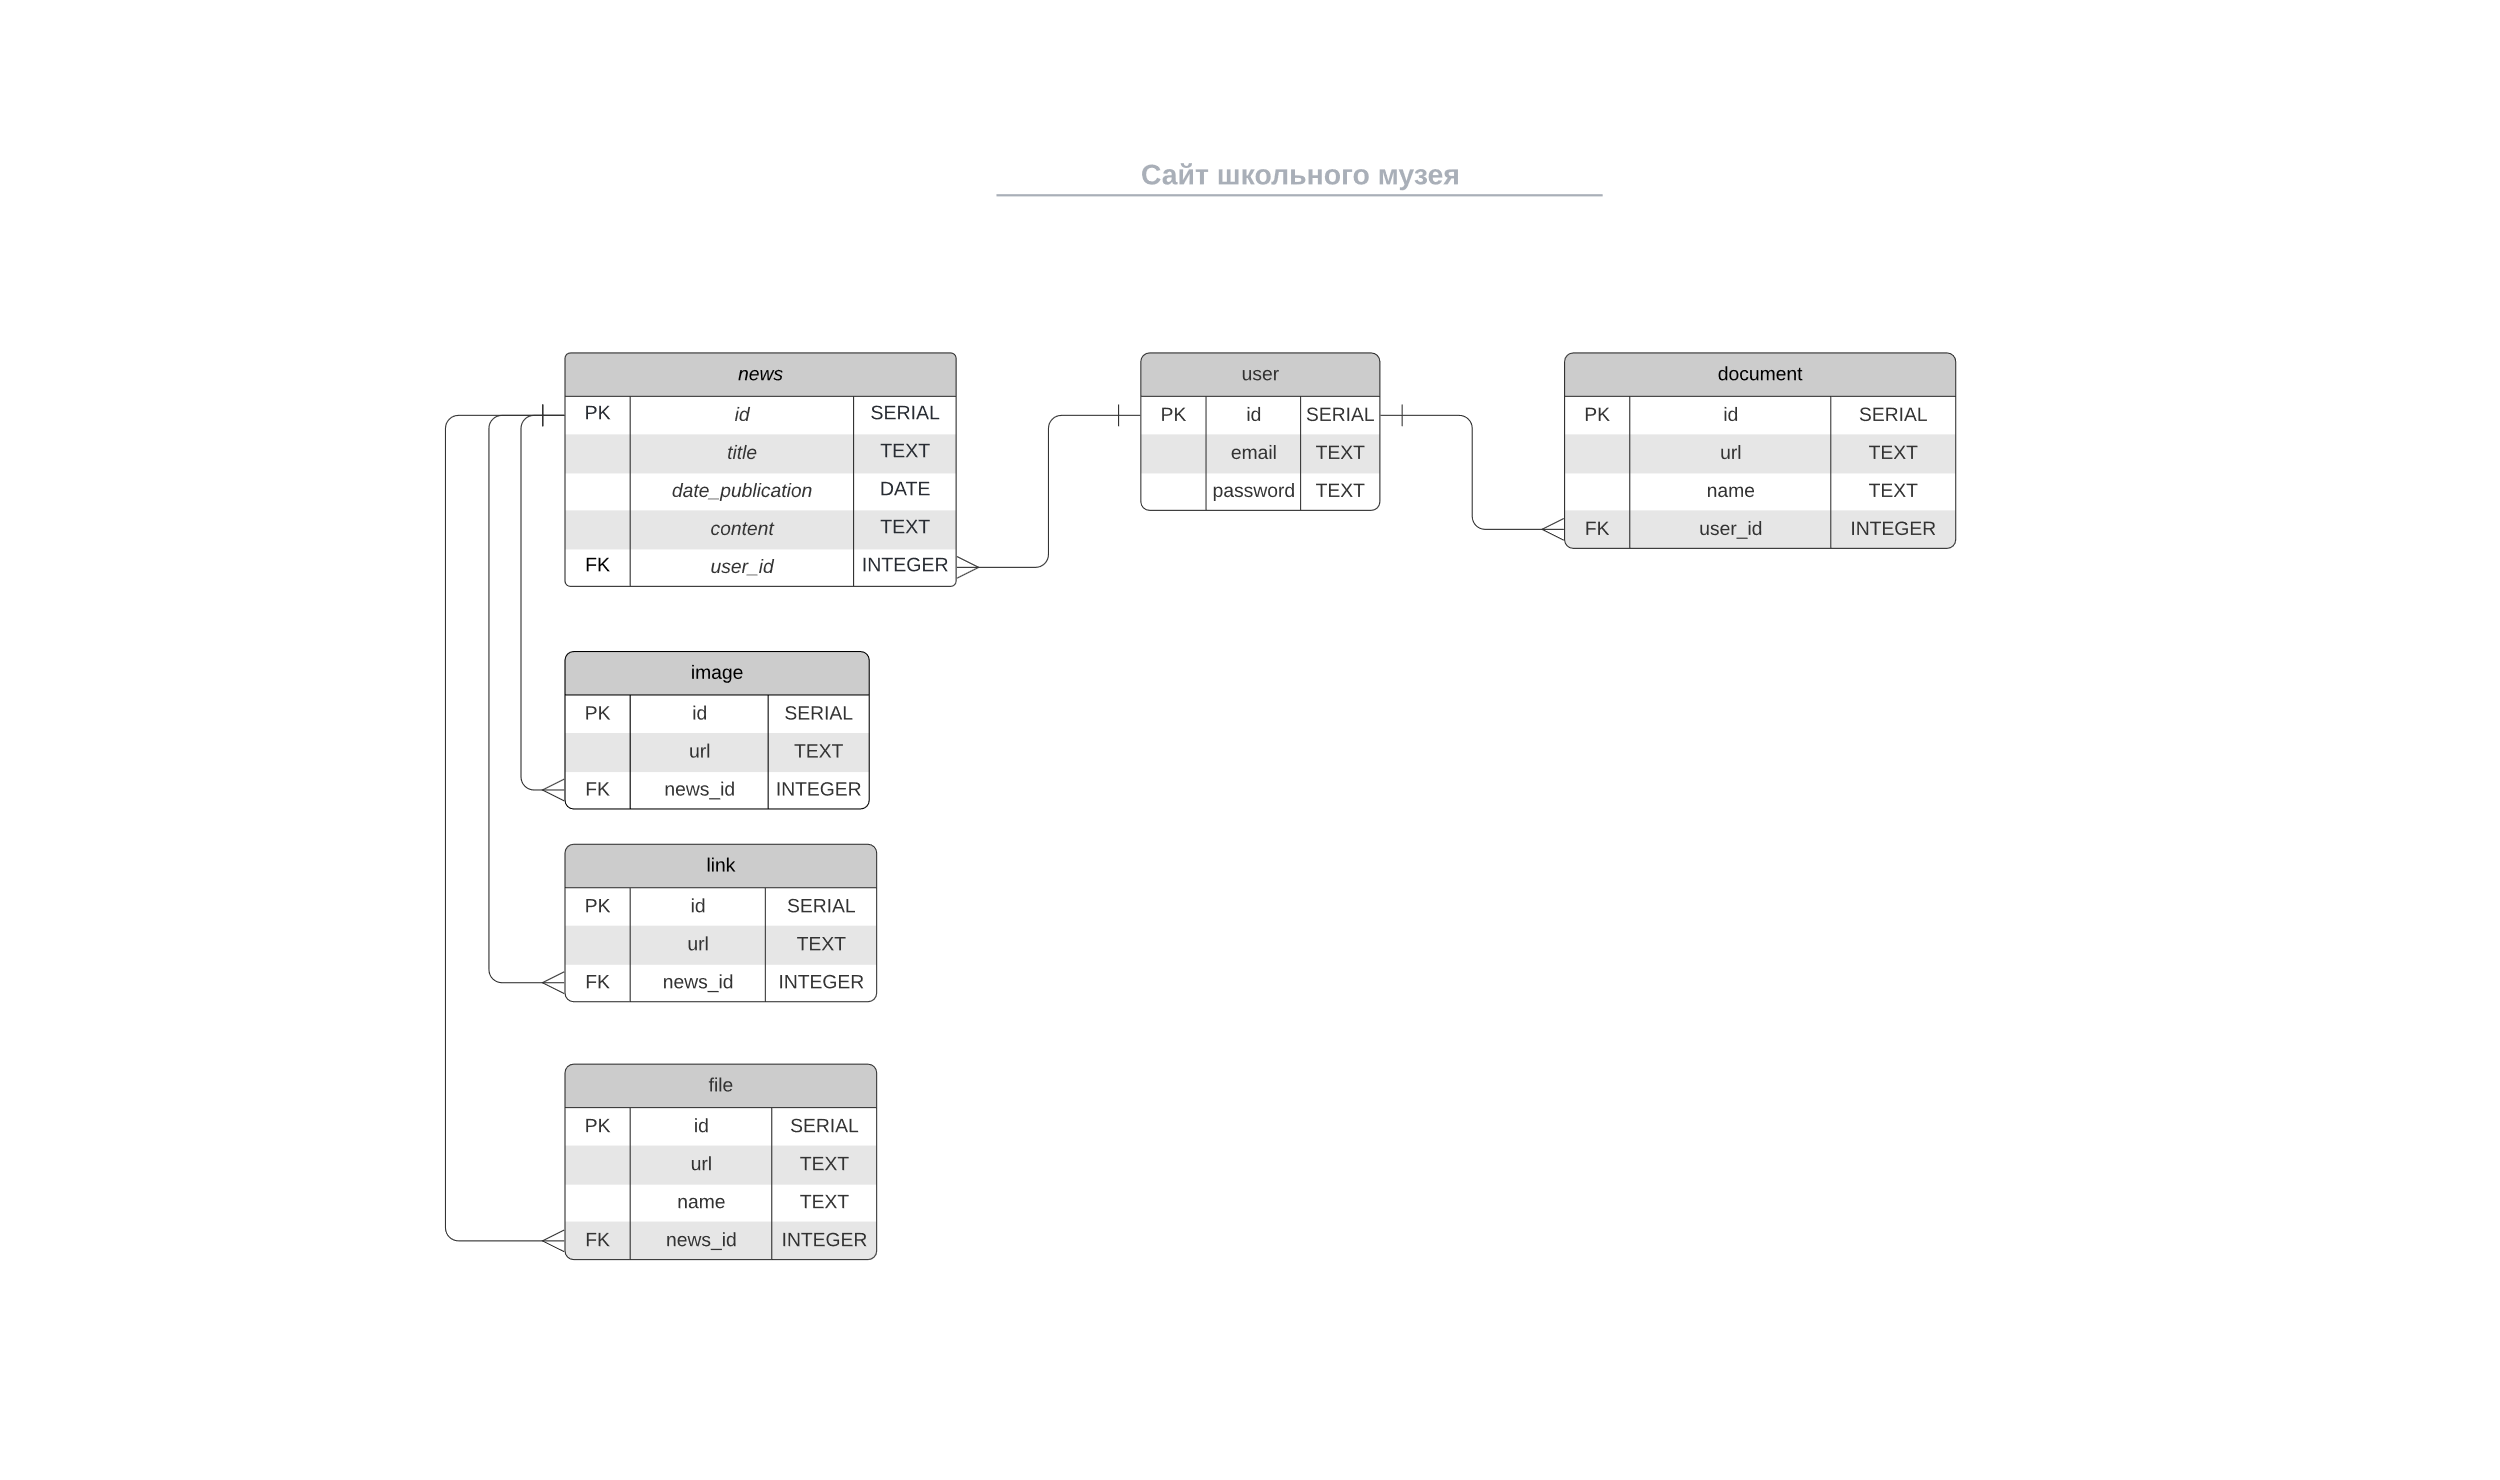 Сайт школьного музея
news
PK id SERIAL
title TEXT
date_publication DATE
content TEXT
FK user_id INTEGER
user
PK id SERIAL
email TEXT
password TEXT
document
PK id SERIAL
url TEXT
name TEXT
FK user_id INTEGER
image
PK id SERIAL
url TEXT
FK news_id INTEGER
link
PK id SERIAL
url TEXT
FK news_id INTEGER
file
PK id SERIAL
url TEXT
name TEXT
FK news_id INTEGER